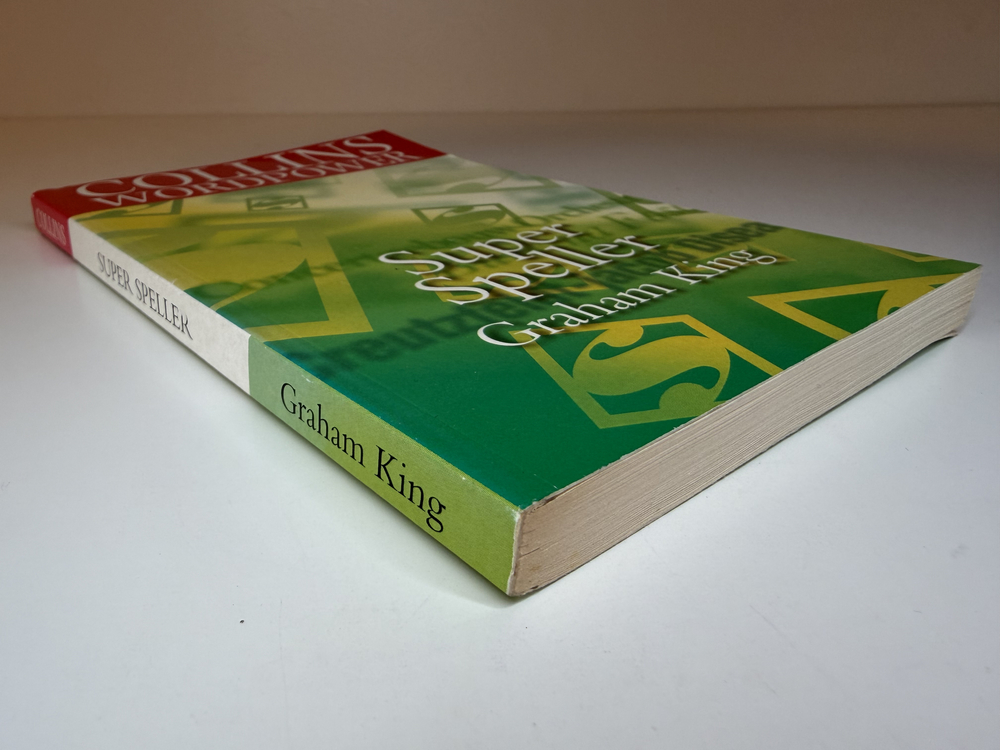 COLLINS
WORDPOWER
Super
Speller
Graham King
S
S
S
COLLINS
SUPER SPELLER
Graham King